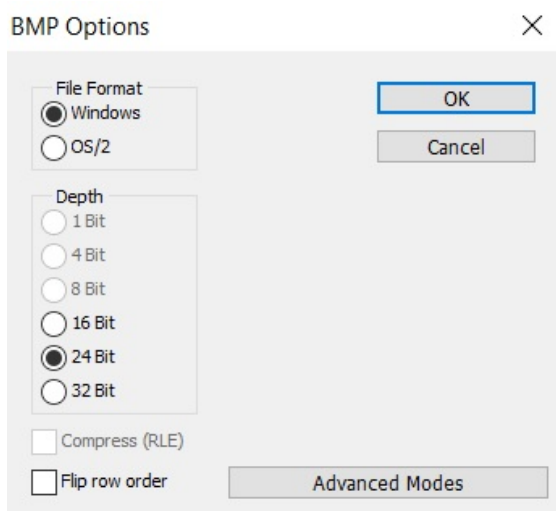 BMP Options
File Format
Windows
OS/2
OK
Cancel
Depth
1 Bit
4 Bit
8 Bit
16 Bit
24 Bit
32 Bit
Compress (RLE)
Flip row order
Advanced Modes